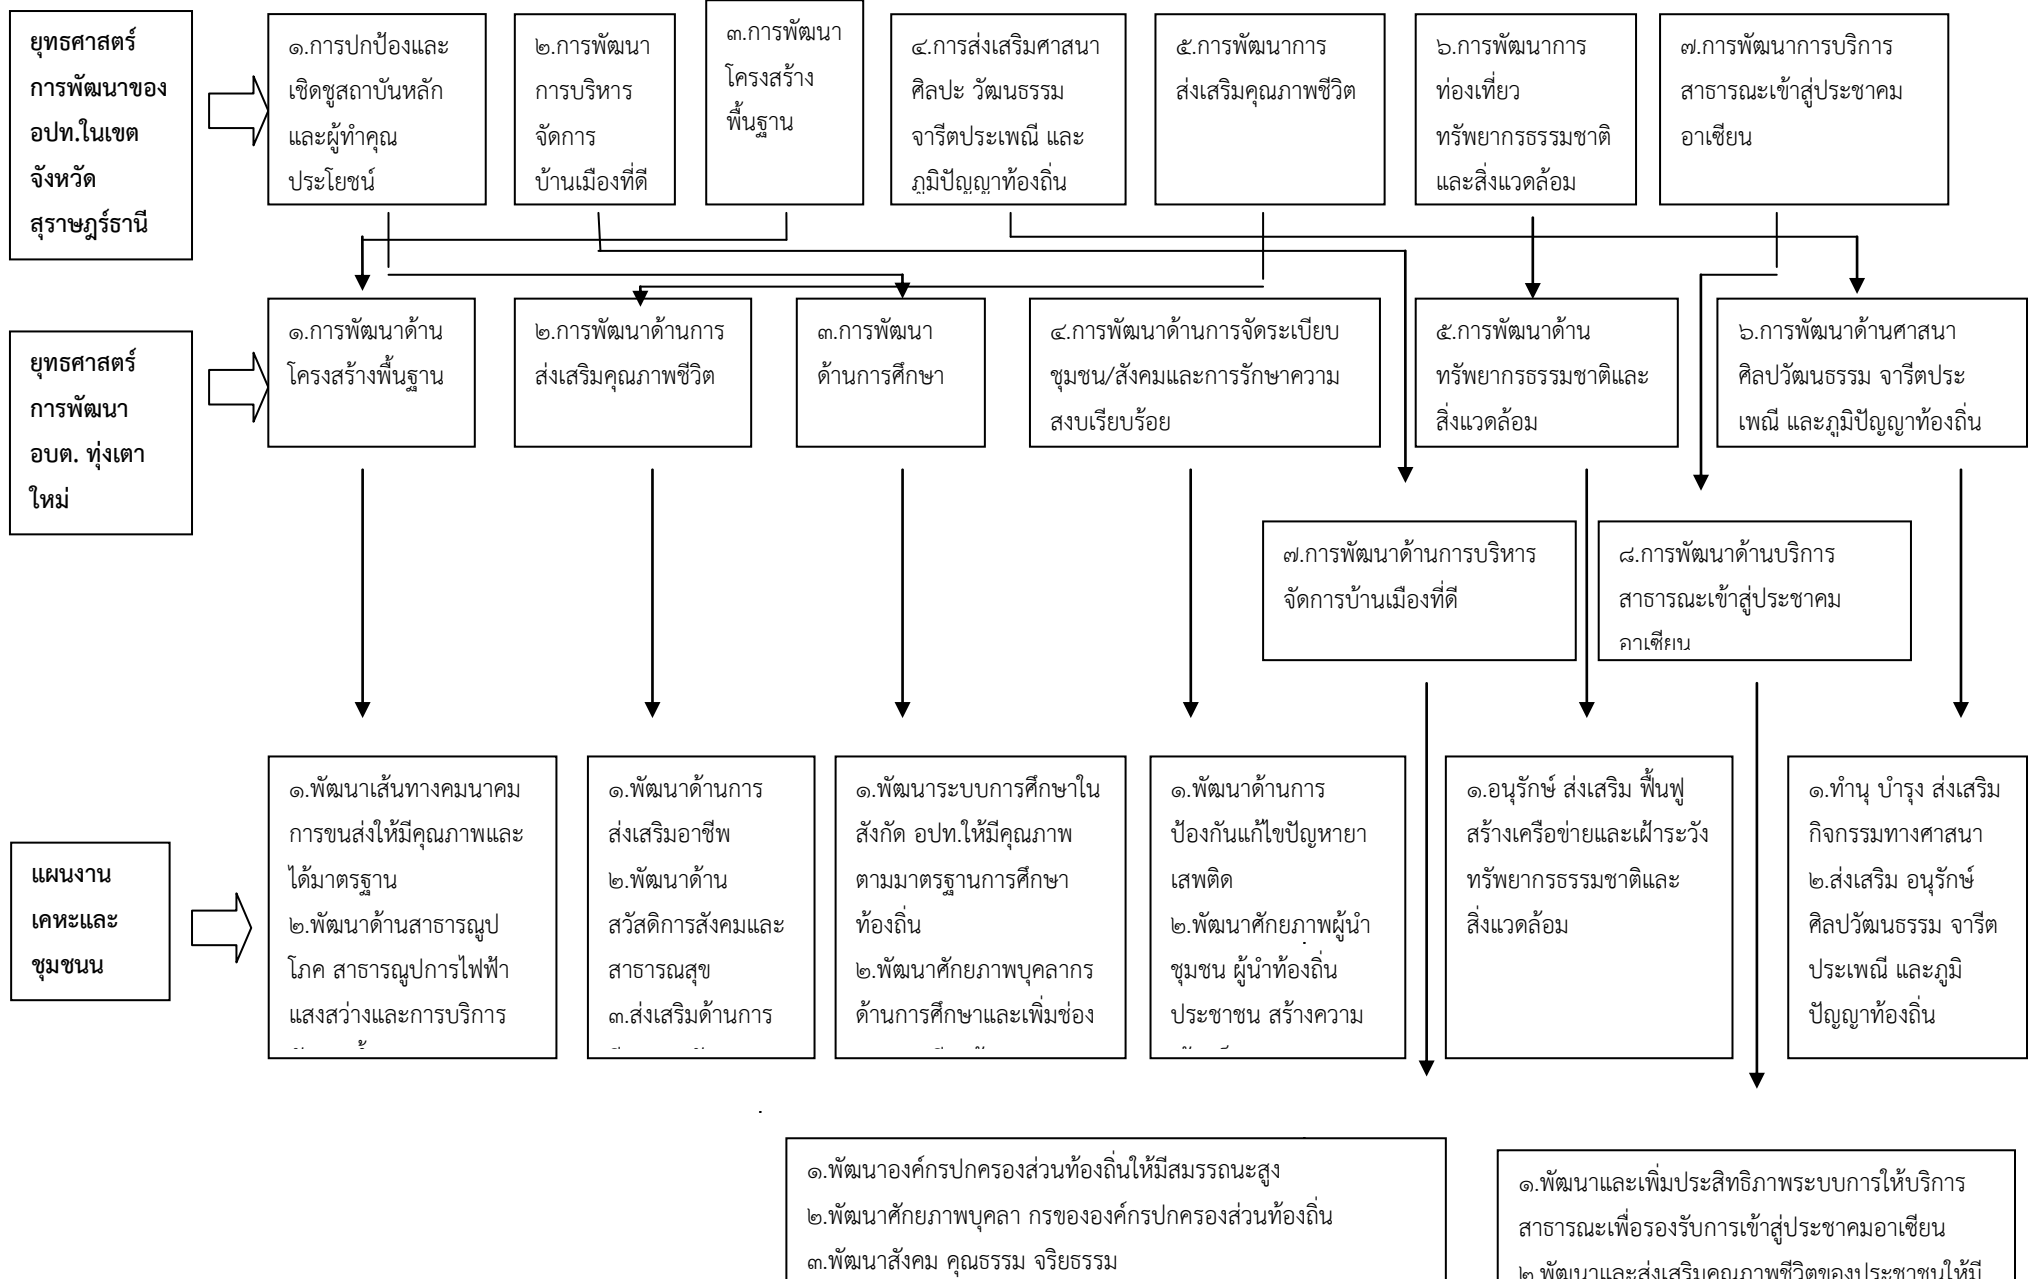 ยุทธศาสตร์
การพัฒนาของ
อปท.ในเขต
จังหวัด
สุราษฎร์ธานี
๑.การปกป้องและ
เชิดชูสถาบันหลัก
และผู้ทำคุณ
ประโยชน์
๒.การพัฒนา
การบริหาร
จัดการ
บ้านเมืองที่ดี
๓.การพัฒนา
โครงสร้าง
พื้นฐาน
๔.การส่งเสริมศาสนา
ศิลปะ วัฒนธรรม
จารีตประเพณี และ
ภูมิปัญญาท้องถิ่น
๕.การพัฒนาการ
ส่งเสริมคุณภาพชีวิต
๖.การพัฒนาการ
ท่องเที่ยว
ทรัพยากรธรรมชาติ
และสิ่งแวดล้อม
๗.การพัฒนาการบริการ
สาธารณะเข้าสู่ประชาคม
อาเซียน
ยุทธศาสตร์
การพัฒนา
อบต. ทุ่งเตา
ใหม่
๑.การพัฒนาด้าน
โครงสร้างพื้นฐาน
๒.การพัฒนาด้านการ
ส่งเสริมคุณภาพชีวิต
๓.การพัฒนา
ด้านการศึกษา
๔.การพัฒนาด้านการจัดระเบียบ
ชุมชน/สังคมและการรักษาความ
สงบเรียบร้อย
๕.การพัฒนาด้าน
ทรัพยากรธรรมชาติและ
สิ่งแวดล้อม
๖.การพัฒนาด้านศาสนา
ศิลปวัฒนธรรม จารีตประ
เพณี และภูมิปัญญาท้องถิ่น
๗.การพัฒนาด้านการบริหาร
จัดการบ้านเมืองที่ดี
๘.การพัฒนาด้านบริการ
สาธารณะเข้าสู่ประชาคม
อาเซียน
แผนงาน
เคหะและ
ชุมชนน
๑.พัฒนาเส้นทางคมนาคม
การขนส่งให้มีคุณภาพและ
ได้มาตรฐาน
๒.พัฒนาด้านสาธารณูป
โภค สาธารณูปการไฟฟ้า
แสงสว่างและการบริการ
๑.พัฒนาด้านการ
ส่งเสริมอาชีพ
๒.พัฒนาด้าน
สวัสดิการสังคมและ
สาธารณสุข
๓.ส่งเสริมด้านการ
๑.พัฒนาระบบการศึกษาใน
สังกัด อปท.ให้มีคุณภาพ
ตามมาตรฐานการศึกษา
ท้องถิ่น
๒.พัฒนาศักยภาพบุคลากร
ด้านการศึกษาและเพิ่มช่อง
๑.พัฒนาด้านการ
ป้องกันแก้ไขปัญหายา
เสพติด
๒.พัฒนาศักยภาพผู้นำ
ชุมชน ผู้นำท้องถิ่น
ประชาชน สร้างความ
๑.อนุรักษ์ ส่งเสริม ฟื้นฟู
สร้างเครือข่ายและเฝ้าระวัง
ทรัพยากรธรรมชาติและ
สิ่งแวดล้อม
๑.ทำนุ บำรุง ส่งเสริม
กิจกรรมทางศาสนา
๒.ส่งเสริม อนุรักษ์
ศิลปวัฒนธรรม จารีต
ประเพณี และภูมิ
ปัญญาท้องถิ่น
๑.พัฒนาองค์กรปกครองส่วนท้องถิ่นให้มีสมรรถนะสูง
๒.พัฒนาศักยภาพบุคลา กรขององค์กรปกครองส่วนท้องถิ่น
๓.พัฒนาสังคม คุณธรรม จริยธรรม
๑.พัฒนาและเพิ่มประสิทธิภาพระบบการให้บริการ
สาธารณะเพื่อรองรับการเข้าสู่ประชาคมอาเซียน
๒.พัฒนาและส่งเสริมคุณภาพชีวิตของประชาชนให้มี